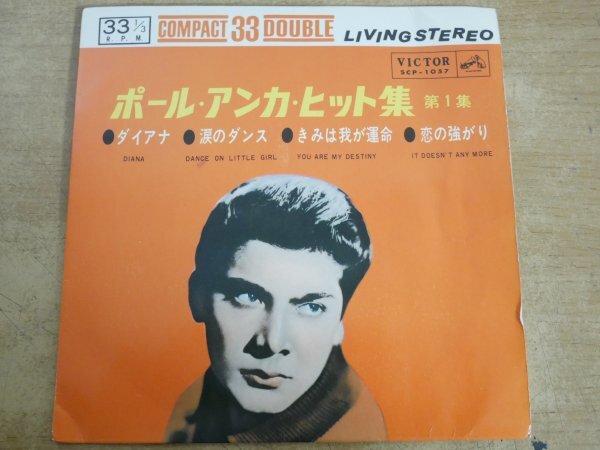 33 1/3
R. P. M.
COMPACT 33 DOUBLE
LIVING STEREO
VICTOR
SCP-1057
ポール・アンカ・ヒット集 第1集
●ダイアナ ●涙のダンス ●きみは我が運命 ●恋の強がり
DIANA DANCE ON LITTLE GIRL YOU ARE MY DESTINY IT DOESN'T ANY MORE